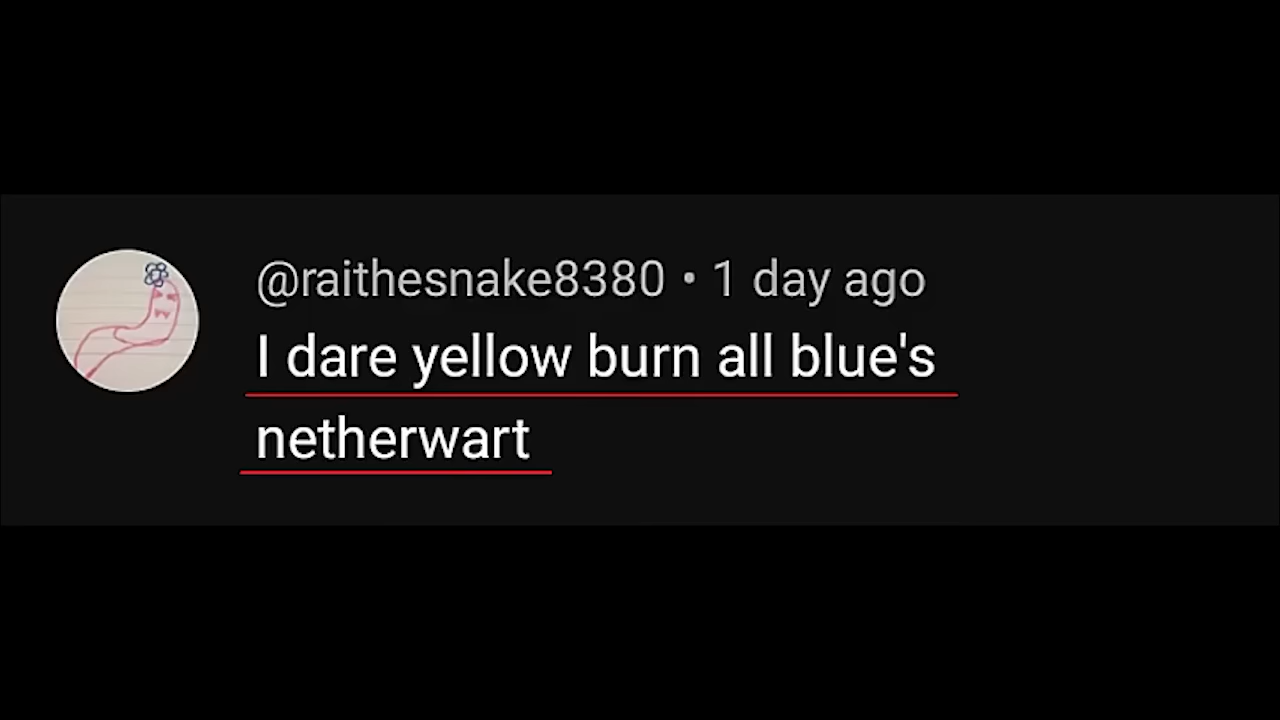 @raithesnake8380 • 1 day ago
I dare yellow burn all blue's
netherwart